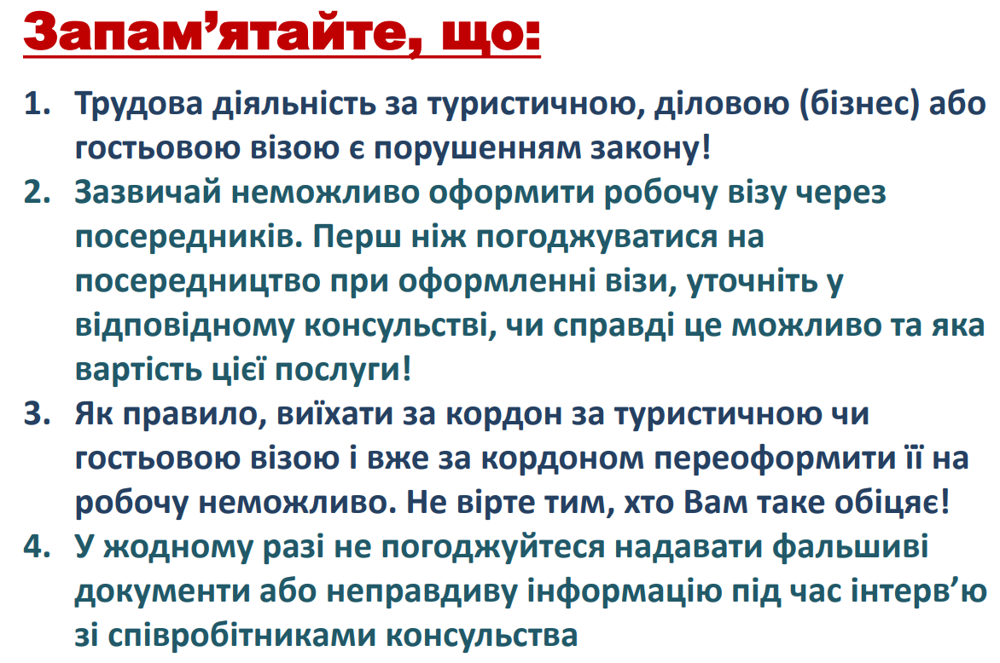 Запам’ятайте, що:
1. Трудова діяльність за туристичною, діловою (бізнес) або
гостьовою візою є порушенням закону!
2. Зазвичай неможливо оформити робочу візу через
посередників. Перш ніж погоджуватися на
посередництво при оформленні візи, уточніть у
відповідному консульстві, чи справді це можливо та яка
вартість цієї послуги!
3. Як правило, виїхати за кордон за туристичною чи
гостьовою візою і вже за кордоном переоформити її на
робочу неможливо. Не вірте тим, хто Вам таке обіцяє!
4. У жодному разі не погоджуйтеся надавати фальшиві
документи або неправдиву інформацію під час інтерв’ю
зі співробітниками консульства